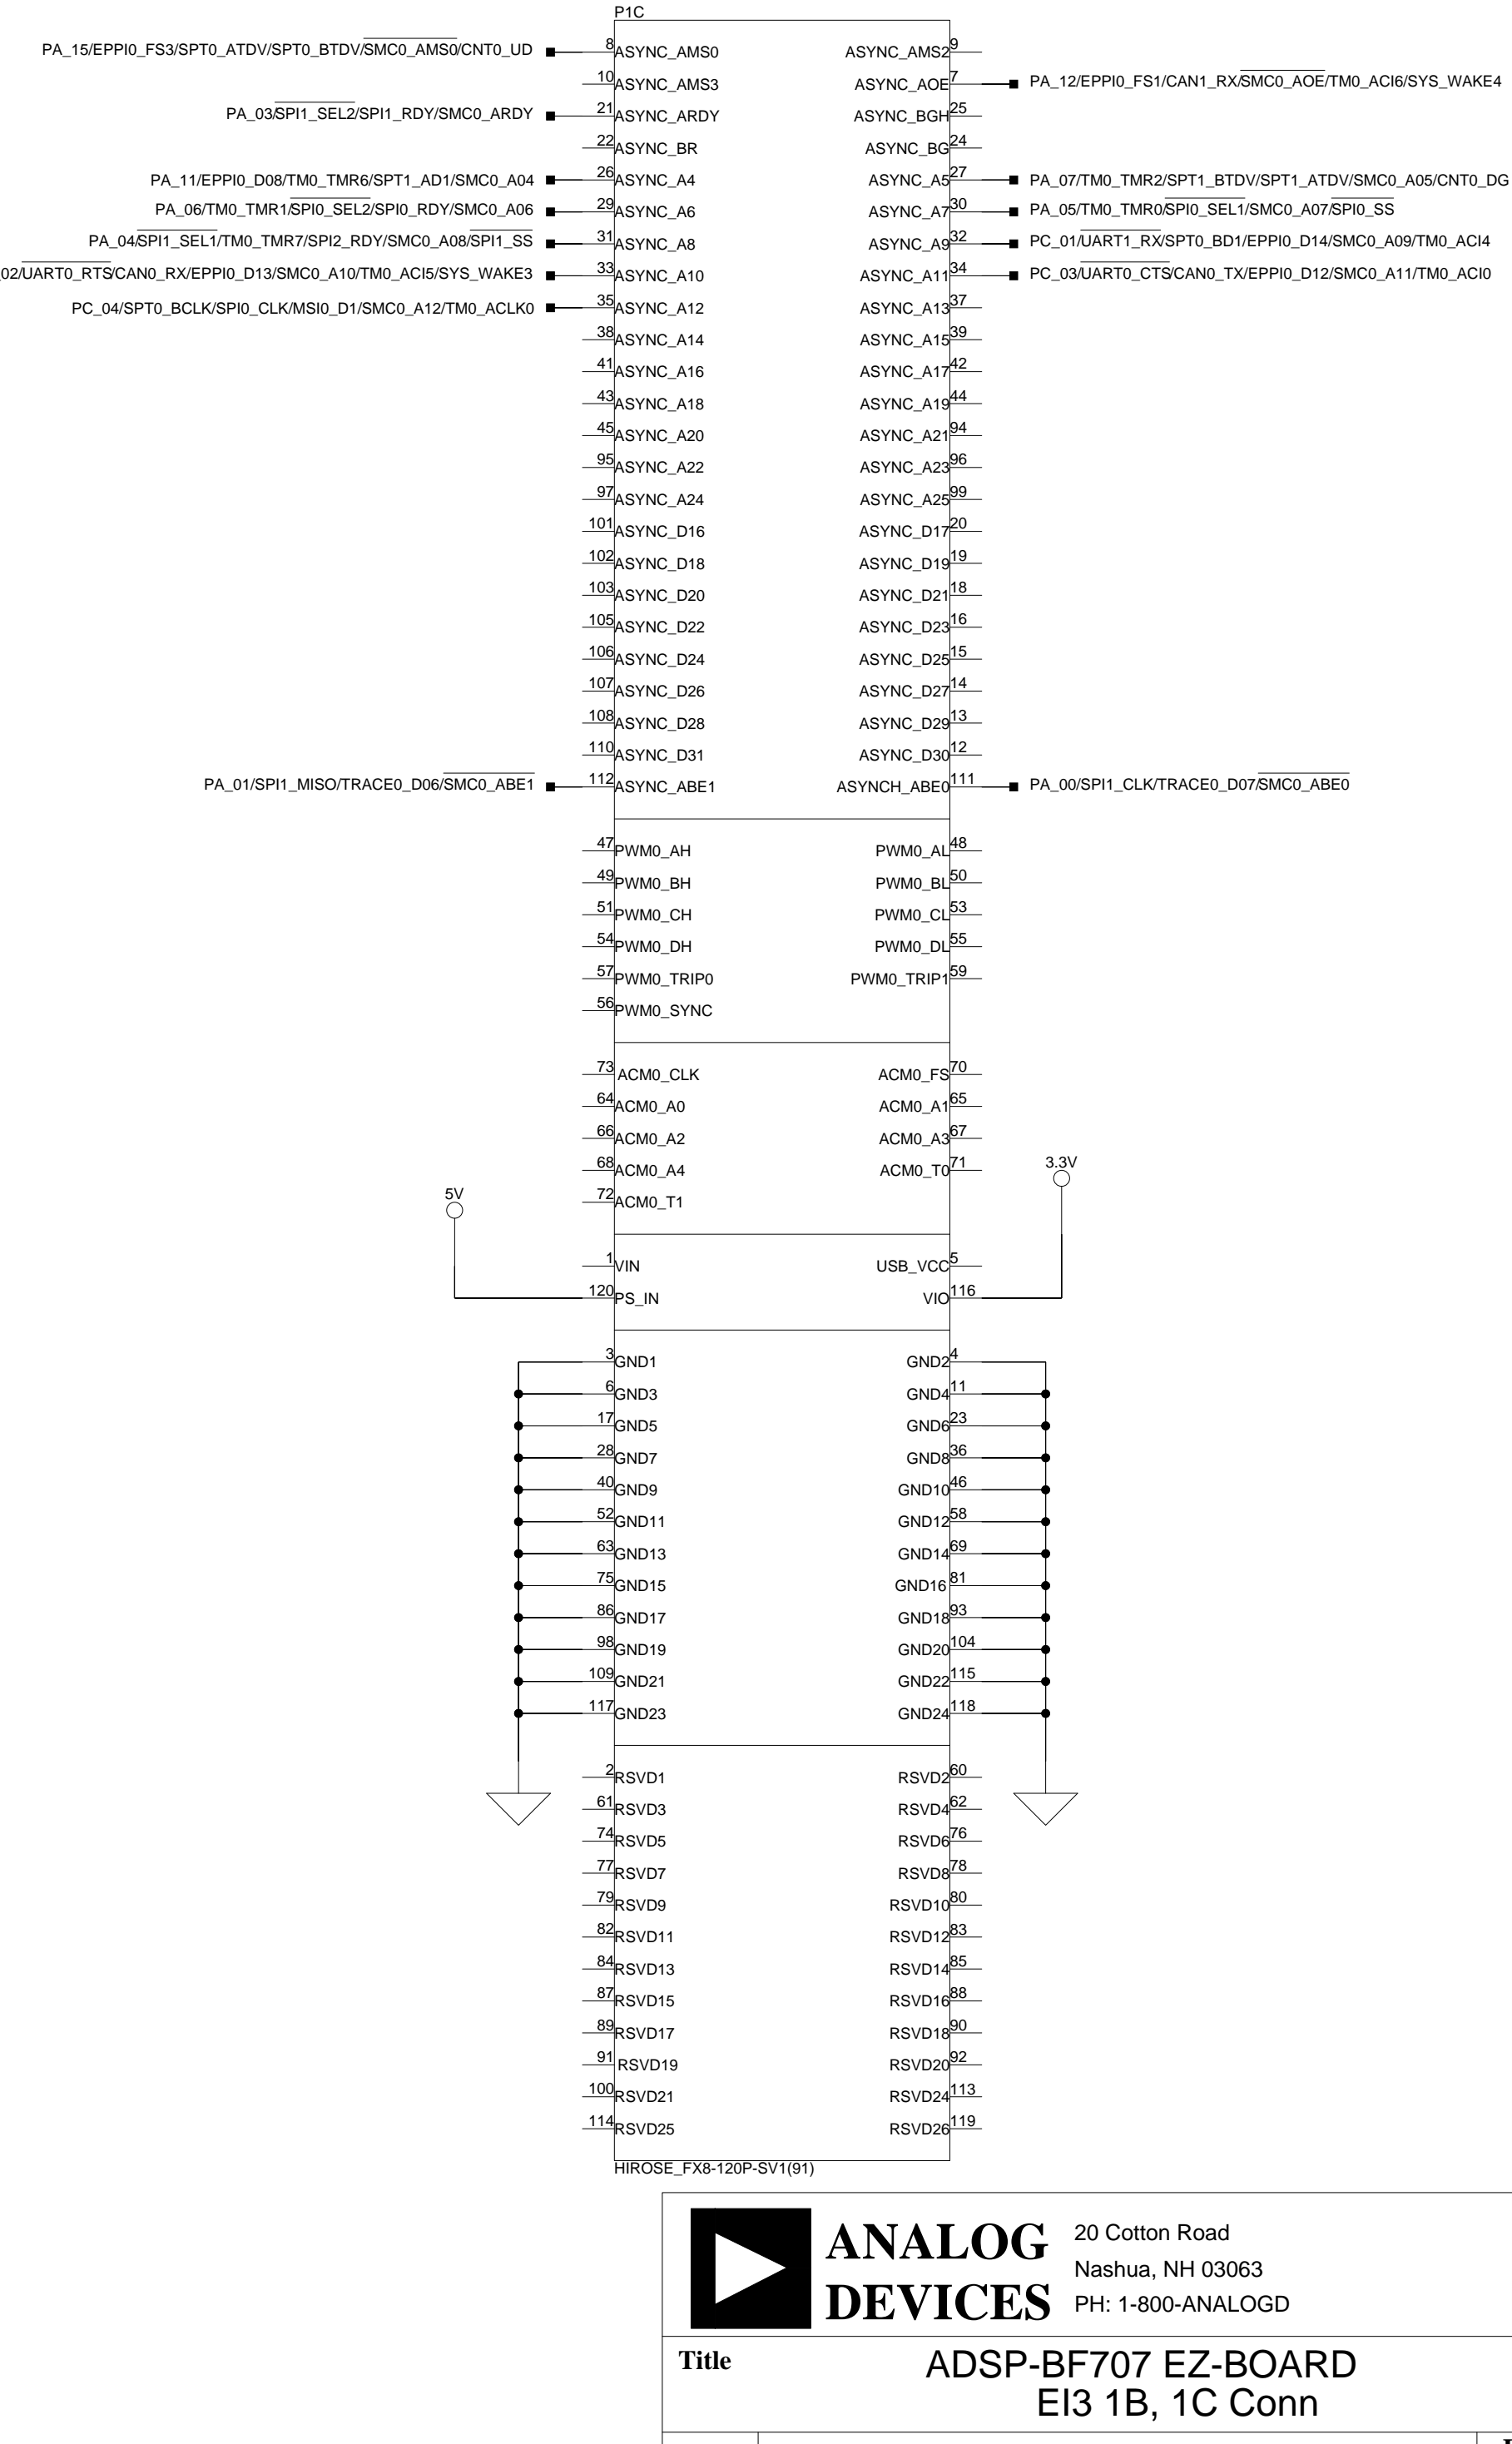 P1C
PA_15/EPPI0_FS3/SPT0_ATDV/SPT0_BTDV/SMC0_AMS0/CNT0_UD 8 ASYNC_AMS0 ASYNC_AMS2 9
10 ASYNC_AMS3 ASYNC_AOE 7 PA_12/EPPI0_FS1/CAN1_RX/SMC0_AOE/TM0_ACI6/SYS_WAKE4
PA_03/SPI1_SEL2/SPI1_RDY/SMC0_ARDY 21 ASYNC_ARDY ASYNC_BGH 25
22 ASYNC_BR ASYNC_BG 24
PA_11/EPPI0_D08/TM0_TMR6/SPT1_AD1/SMC0_A04 26 ASYNC_A4 ASYNC_A5 27 PA_07/TM0_TMR2/SPT1_BTDV/SPT1_ATDV/SMC0_A05/CNT0_DG
PA_06/TM0_TMR1/SPI0_SEL2/SPI0_RDY/SMC0_A06 29 ASYNC_A6 ASYNC_A7 30 PA_05/TM0_TMR0/SPI0_SEL1/SMC0_A07/SPI0_SS
PA_04/SPI1_SEL1/TM0_TMR7/SPI2_RDY/SMC0_A08/SPI1_SS 31 ASYNC_A8 ASYNC_A9 32 PC_01/UART1_RX/SPT0_BD1/EPPI0_D14/SMC0_A09/TM0_ACI4
02/UART0_RTS/CAN0_RX/EPPI0_D13/SMC0_A10/TM0_ACI5/SYS_WAKE3 33 ASYNC_A10 ASYNC_A11 34 PC_03/UART0_CTS/CAN0_TX/EPPI0_D12/SMC0_A11/TM0_ACI0
PC_04/SPT0_BCLK/SPI0_CLK/MSI0_D1/SMC0_A12/TM0_ACLK0 35 ASYNC_A12 ASYNC_A13 37
38 ASYNC_A14 ASYNC_A15 39
41 ASYNC_A16 ASYNC_A17 42
43 ASYNC_A18 ASYNC_A19 44
45 ASYNC_A20 ASYNC_A21 94
95 ASYNC_A22 ASYNC_A23 96
97 ASYNC_A24 ASYNC_A25 99
101 ASYNC_D16 ASYNC_D17 20
102 ASYNC_D18 ASYNC_D19 19
103 ASYNC_D20 ASYNC_D21 18
105 ASYNC_D22 ASYNC_D23 16
106 ASYNC_D24 ASYNC_D25 15
107 ASYNC_D26 ASYNC_D27 14
108 ASYNC_D28 ASYNC_D29 13
110 ASYNC_D31 ASYNC_D30 12
PA_01/SPI1_MISO/TRACE0_D06/SMC0_ABE1 112 ASYNC_ABE1 ASYNCH_ABE0 111 PA_00/SPI1_CLK/TRACE0_D07/SMC0_ABE0
47 PWM0_AH PWM0_AL 48
49 PWM0_BH PWM0_BL 50
51 PWM0_CH PWM0_CL 53
54 PWM0_DH PWM0_DL 55
57 PWM0_TRIP0 PWM0_TRIP1 59
56 PWM0_SYNC
73 ACM0_CLK ACM0_FS 70
64 ACM0_A0 ACM0_A1 65
66 ACM0_A2 ACM0_A3 67
68 ACM0_A4 ACM0_T0 71 3.3V
5V 72 ACM0_T1
1 VIN USB_VCC 5
120 PS_IN VIO 116
3 GND1 GND2 4
6 GND3 GND4 11
17 GND5 GND6 23
28 GND7 GND8 36
40 GND9 GND10 46
52 GND11 GND12 58
63 GND13 GND14 69
75 GND15 GND16 81
86 GND17 GND18 93
98 GND19 GND20 104
109 GND21 GND22 115
117 GND23 GND24 118
2 RSVD1 RSVD2 60
61 RSVD3 RSVD4 62
74 RSVD5 RSVD6 76
77 RSVD7 RSVD8 78
79 RSVD9 RSVD10 80
82 RSVD11 RSVD12 83
84 RSVD13 RSVD14 85
87 RSVD15 RSVD16 88
89 RSVD17 RSVD18 90
91 RSVD19 RSVD20 92
100 RSVD21 RSVD24 113
114 RSVD25 RSVD26 119
HIROSE_FX8-120P-SV1(91)
ANALOG DEVICES
20 Cotton Road
Nashua, NH 03063
PH: 1-800-ANALOGD
Title ADSP-BF707 EZ-BOARD
EI3 1B, 1C Conn